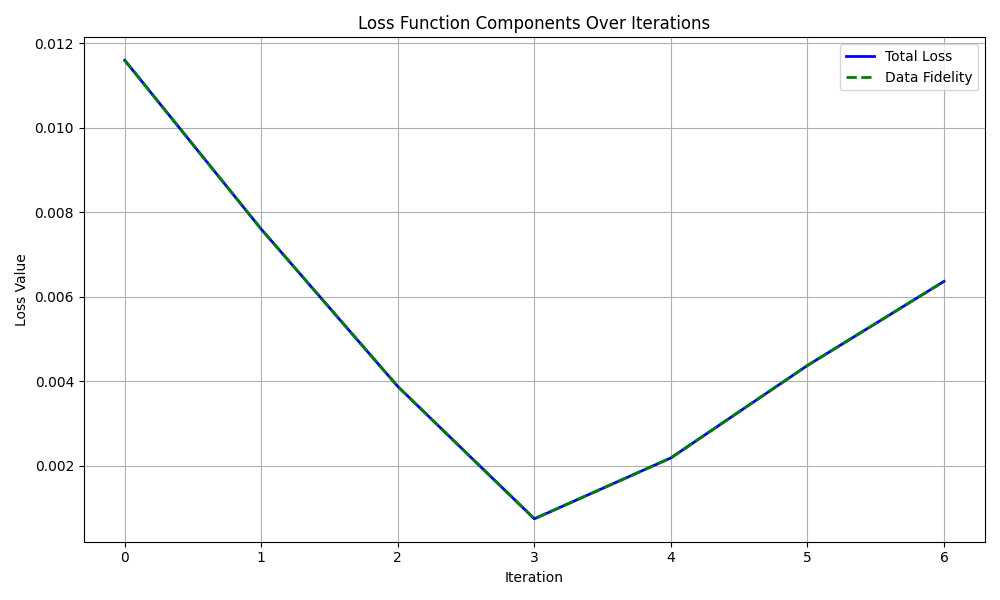 Loss Function Components Over Iterations
Total Loss
Data Fidelity
Loss Value
0.012
0.010
0.008
0.006
0.004
0.002
0 1 2 3 4 5 6
Iteration